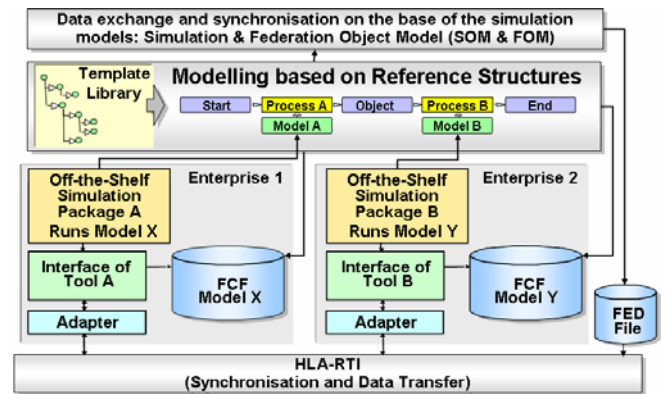 Data exchange and synchronisation on the base of the simulation
models: Simulation & Federation Object Model (SOM & FOM)
Template
Library
Modelling based on Reference Structures
Start
Process A
Object
Process B
End
Model A
Model B
Off-the-Shelf
Simulation
Package A
Runs Model X
Enterprise 1
Interface of
Tool A
FCF
Model X
Adapter
Off-the-Shelf
Simulation
Package B
Runs Model Y
Enterprise 2
Interface of
Tool B
FCF
Model Y
Adapter
FED
File
HLA-RTI
(Synchronisation and Data Transfer)